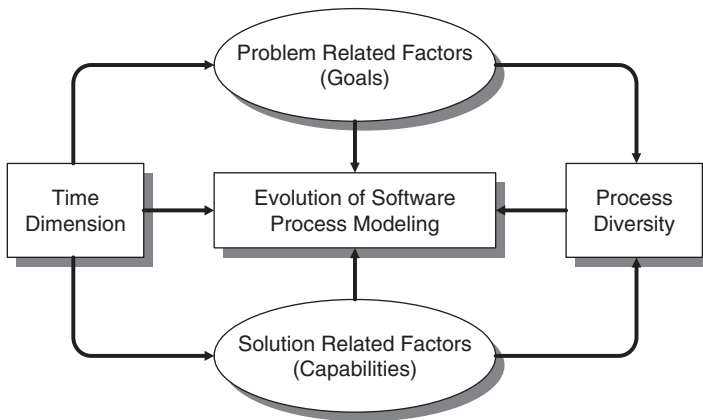 Problem Related Factors
(Goals)
Time
Dimension
Evolution of Software
Process Modeling
Process
Diversity
Solution Related Factors
(Capabilities)